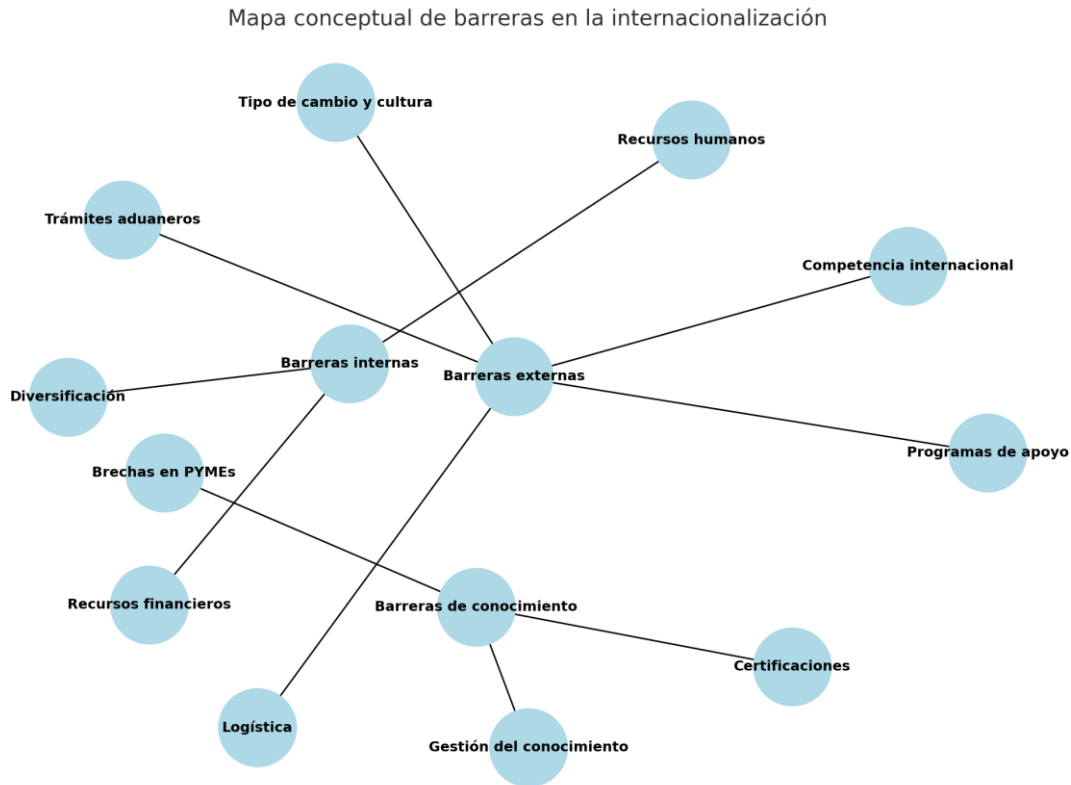 Mapa conceptual de barreras en la internacionalización
Tipo de cambio y cultura
Recursos humanos
Trámites aduaneros
Competencia internacional
Barreras internas
Barreras externas
Diversificación
Programas de apoyo
Brechas en PYMEs
Recursos financieros
Barreras de conocimiento
Certificaciones
Logística
Gestión del conocimiento